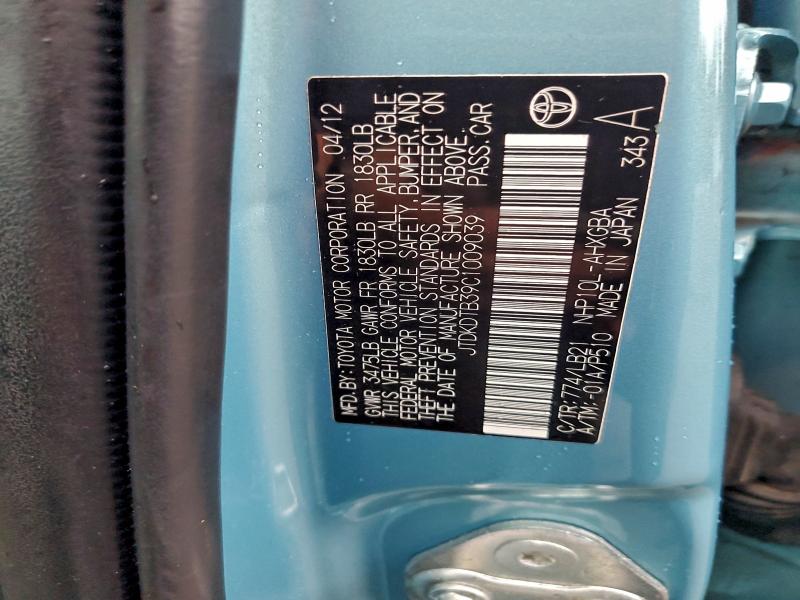 MFD.BY:TOYOTA MOTOR CORPORATION 04/12
GVWR 3475LB GAWR FR 1830LB RR 1830LB
THIS VEHICLE CONFORMS TO ALL APPLICABLE
FEDERAL MOTOR VEHICLE SAFETY, BUMPER, AND
THEFT PREVENTION STANDARDS IN EFFECT ON
THE DATE OF MANUFACTURE SHOWN ABOVE.
JTDKDTB39C1009039 PASS.CAR
C/TR:774/LB21 NHP10L-AHXGBA
A/TM:-01A/P510 MADE IN JAPAN 343 A